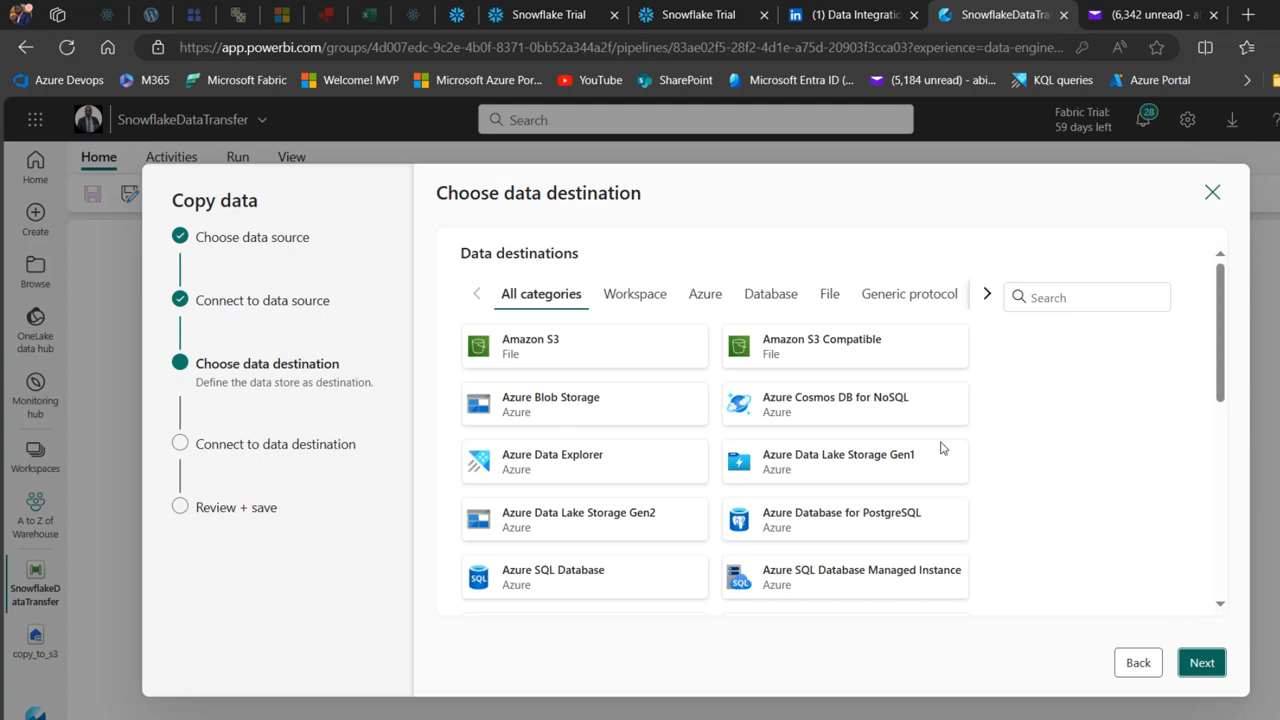 Snowflake Trial
Snowflake Trial
(1) Data Integratic
SnowflakeDataTra
(6,342 unread) - a
https://app.powerbi.com/groups/4d007edc-9c2e-4b0f-8371-0bb52a344a2f/pipelines/83ae02f5-28f2-4d1e-a75d-20903f3cca03?experience=data-engine...
Azure Devops
M365
Microsoft Fabric
Welcome! MVP
Microsoft Azure Por...
YouTube
SharePoint
Microsoft Entra ID (...
(5,184 unread) - abi...
KQL queries
Azure Portal
SnowflakeDataTransfer
Search
Fabric Trial:
59 days left
28
Home
Activities
Run
View
Home
Create
Browse
OneLake
data hub
Monitoring
hub
Workspaces
A to Z of
Warehouse
SnowflakeD
ataTransfer
copy_to_s3
Copy data
Choose data source
Connect to data source
Choose data destination
Define the data store as destination.
Connect to data destination
Review + save
Choose data destination
Data destinations
All categories
Workspace
Azure
Database
File
Generic protocol
Search
Amazon S3
File
Amazon S3 Compatible
File
Azure Blob Storage
Azure
Azure Cosmos DB for NoSQL
Azure
Azure Data Explorer
Azure
Azure Data Lake Storage Gen1
Azure
Azure Data Lake Storage Gen2
Azure
Azure Database for PostgreSQL
Azure
Azure SQL Database
Azure
Azure SQL Database Managed Instance
Azure
Back
Next